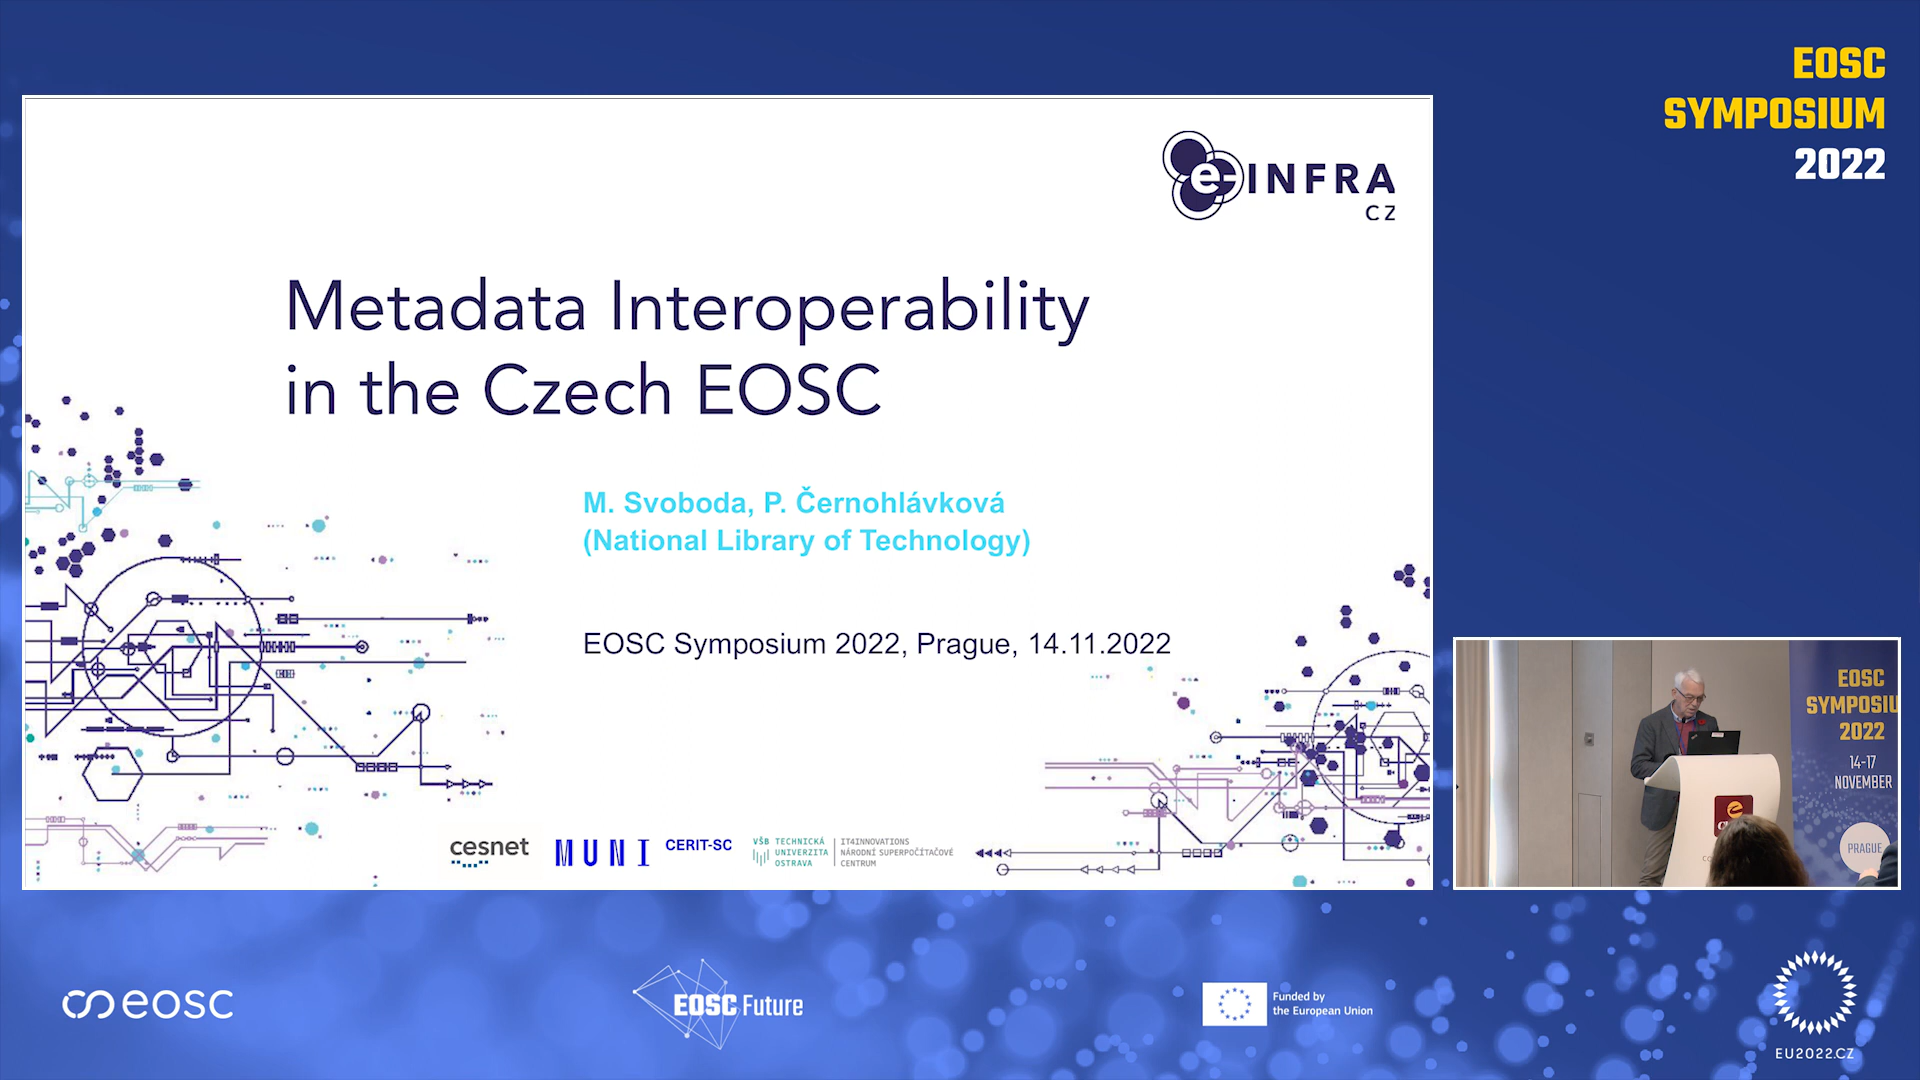 EOSC
SYMPOSIUM
2022
e-INFRA
CZ
Metadata Interoperability
in the Czech EOSC
M. Svoboda, P. Černohlávková
(National Library of Technology)
EOSC Symposium 2022, Prague, 14.11.2022
cesnet
MUNI
CERIT-SC
VŠB TECHNICKÁ
UNIVERZITA
OSTRAVA
IT4INNOVATIONS
NÁRODNÍ SUPERPOČÍTAČOVÉ
CENTRUM
EOSC
SYMPOSIU
2022
14-17
NOVEMBER
PRAGUE
eosc
EOSC Future
Funded by
the European Union
EU2022.CZ